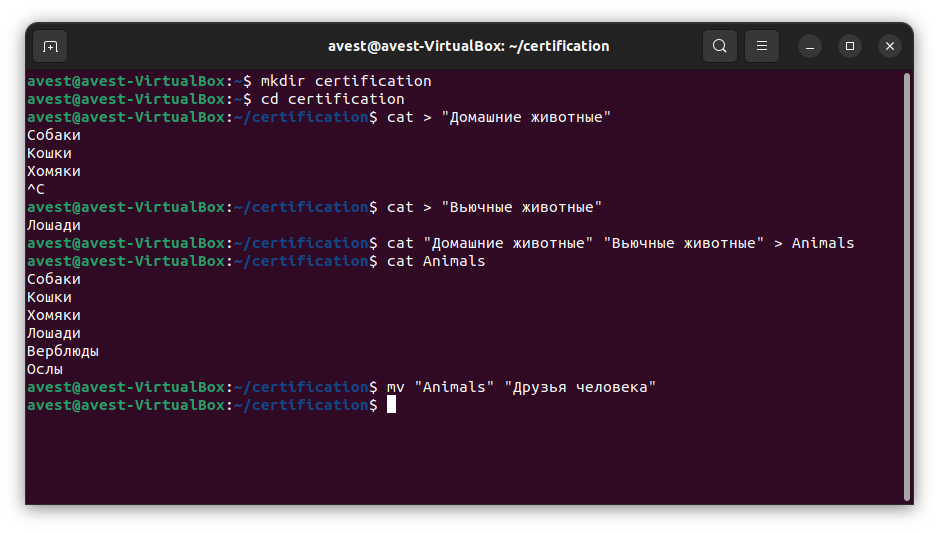 avest@avest-VirtualBox: ~/certification
avest@avest-VirtualBox:~$ mkdir certification
avest@avest-VirtualBox:~$ cd certification
avest@avest-VirtualBox:~/certification$ cat > "Домашние животные"
Собаки
Кошки
Хомяки
^C
avest@avest-VirtualBox:~/certification$ cat > "Вьючные животные"
Лошади
avest@avest-VirtualBox:~/certification$ cat "Домашние животные" "Вьючные животные" > Animals
avest@avest-VirtualBox:~/certification$ cat Animals
Собаки
Кошки
Хомяки
Лошади
Верблюды
Ослы
avest@avest-VirtualBox:~/certification$ mv "Animals" "Друзья человека"
avest@avest-VirtualBox:~/certification$